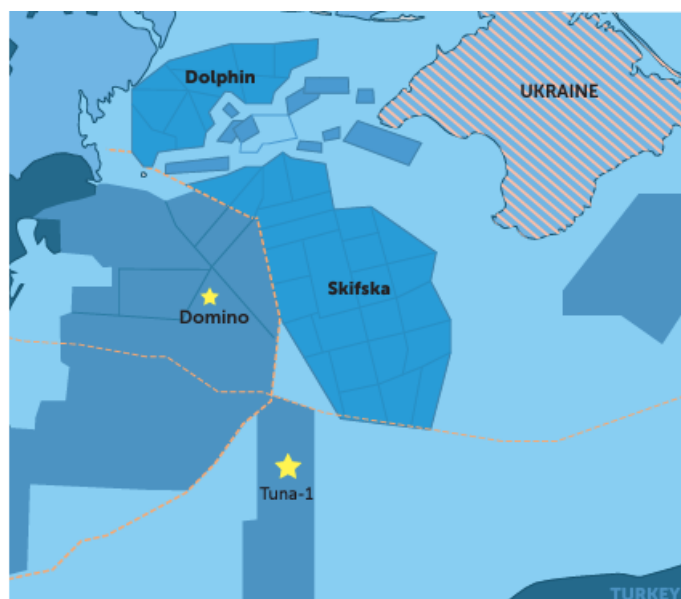 Dolphin
UKRAINE
Skifska
Domino
Tuna-1
TURKEY